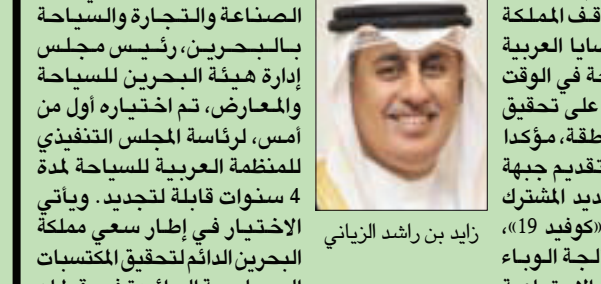 الصناعة والتجارة والسياحة
بالبحرين، رئيس مجلس
إدارة هيئة البحرين للسياحة
والمعارض، تم اختياره أول من
أمس، لرئاسة المجلس التنفيذي
للمنظمة العربية للسياحة لمدة
4 سنوات قابلة لتجديد. ويأتي
الاختيار في إطار سعي مملكة
البحرين الدائم لتحقيق المكتسبات
زايد بن راشد الزياني
قف المملكة
العربية
حة في الوقت
على تحقيق
طقة، مؤكدا
تقديم جبهة
ديد المشترك
«كوفيد 19»،
لجة الوباء